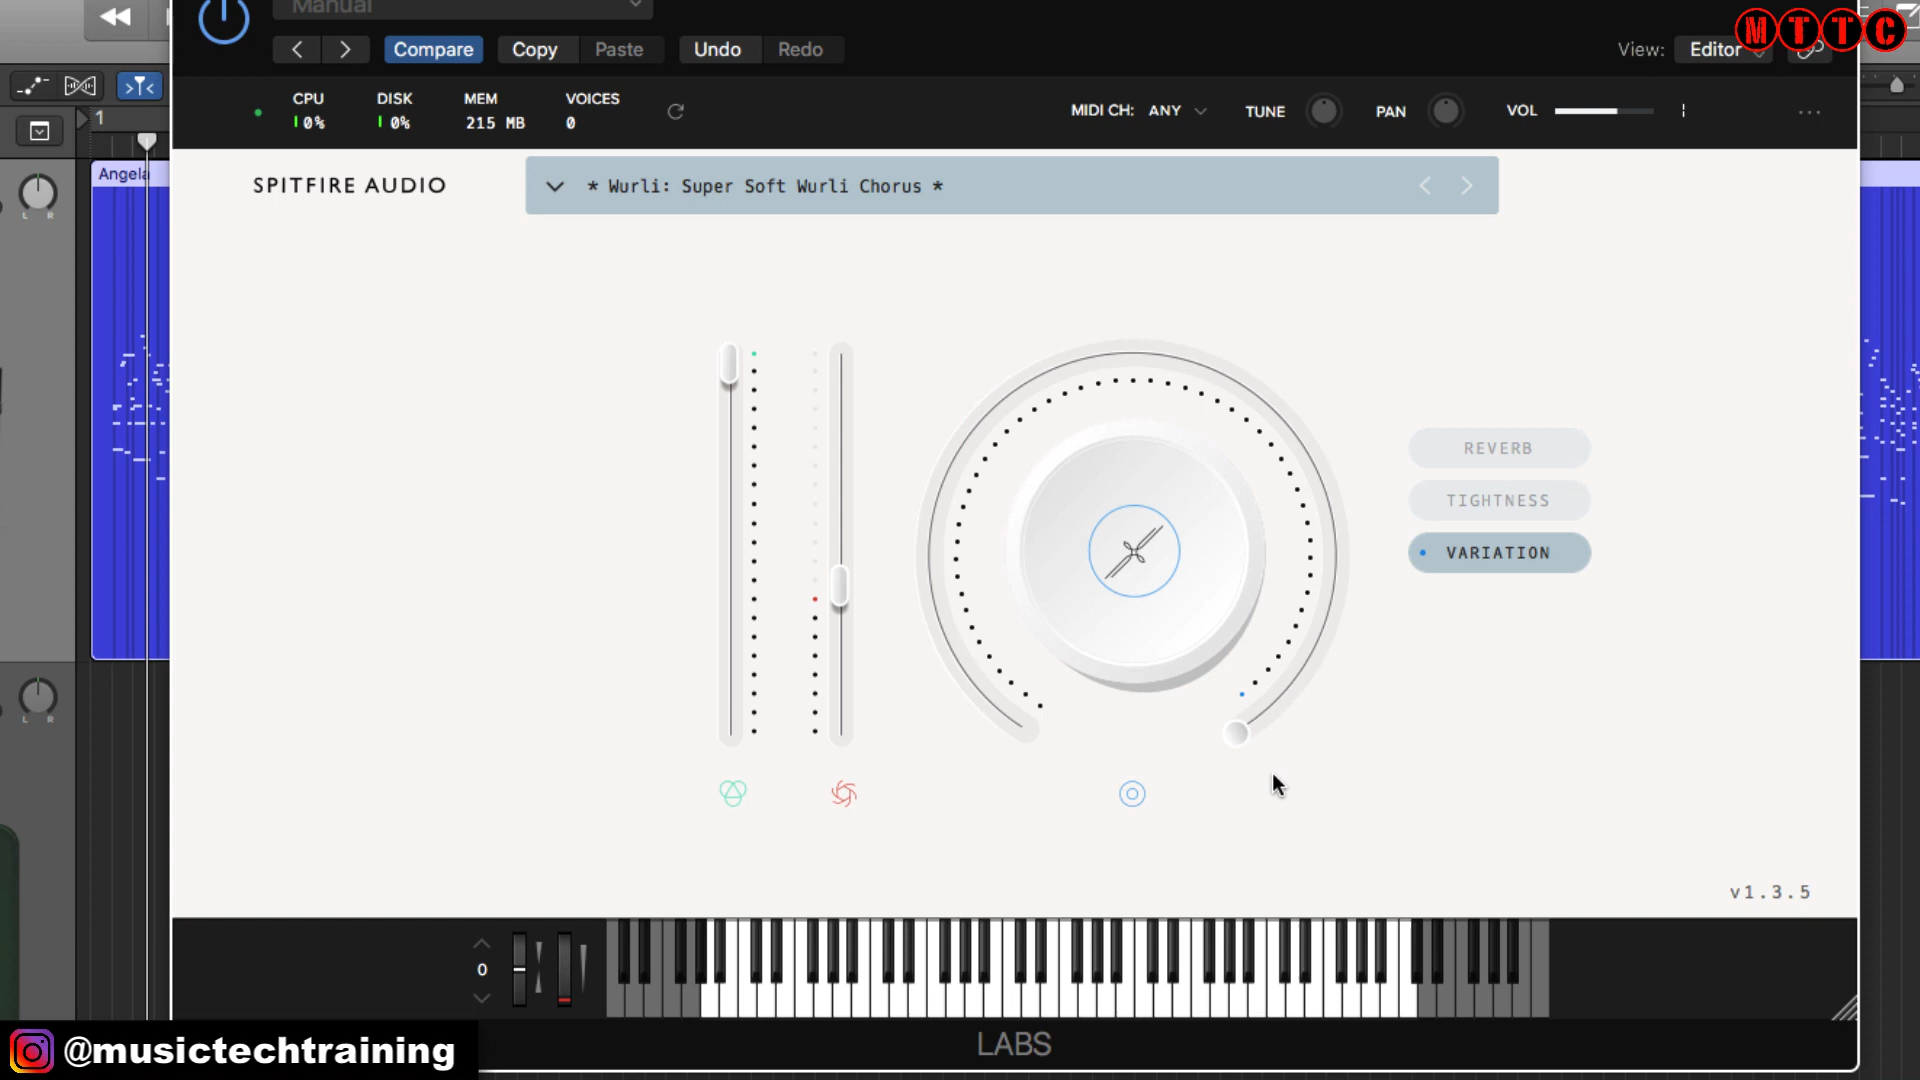 Manual
MTTC
Compare
Copy
Paste
Undo
Redo
View:
Editor
CPU
0%
DISK
0%
MEM
215 MB
VOICES
0
MIDI CH:
ANY
TUNE
PAN
VOL
1
Angela
L R
SPITFIRE AUDIO
* Wurli: Super Soft Wurli Chorus *
REVERB
TIGHTNESS
VARIATION
L R
v1.3.5
0
@musictechtraining
LABS